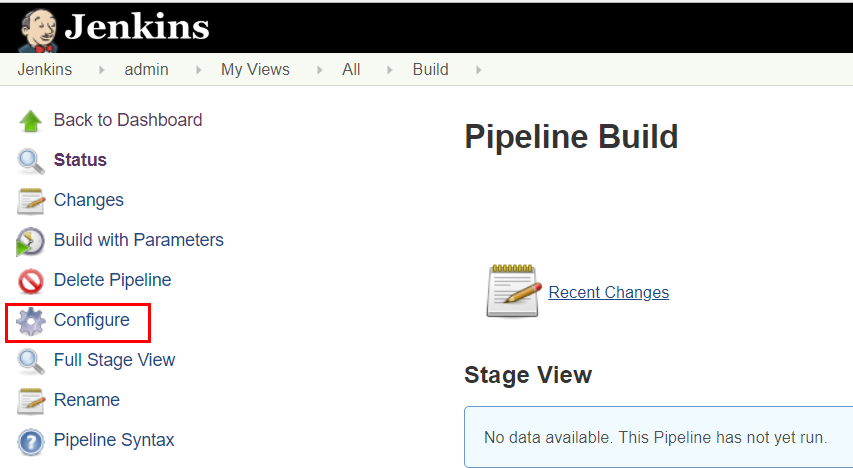 Jenkins
Jenkins admin My Views All Build
Back to Dashboard
Status
Changes
Build with Parameters
Delete Pipeline
Configure
Full Stage View
Rename
Pipeline Syntax
Pipeline Build
Recent Changes
Stage View
No data available. This Pipeline has not yet run.